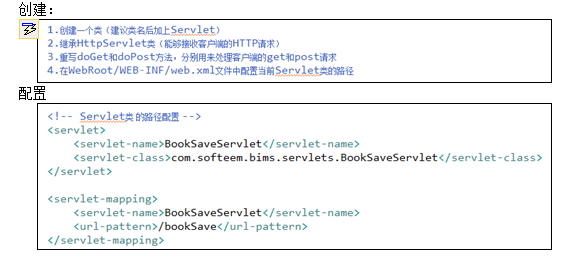 创建：
1.创建一个类（建议类名后加上Servlet）
2.继承HttpServlet类（能够接收客户端的HTTP请求）
3.重写doGet和doPost方法，分别用来处理客户端的get和post请求
4.在WebRoot/WEB-INF/web.xml文件中配置当前Servlet类的路径
配置
<!-- Servlet类的路径配置 -->
<servlet>
<servlet-name>BookSaveServlet</servlet-name>
<servlet-class>com.softeem.bims.servlets.BookSaveServlet</servlet-class>
</servlet>
<servlet-mapping>
<servlet-name>BookSaveServlet</servlet-name>
<url-pattern>/bookSave</url-pattern>
</servlet-mapping>